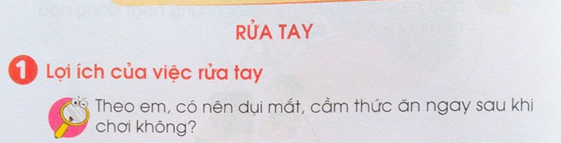 RỬA TAY
1 Lợi ích của việc rửa tay
Theo em, có nên dụi mắt, cầm thức ăn ngay sau khi
chơi không?